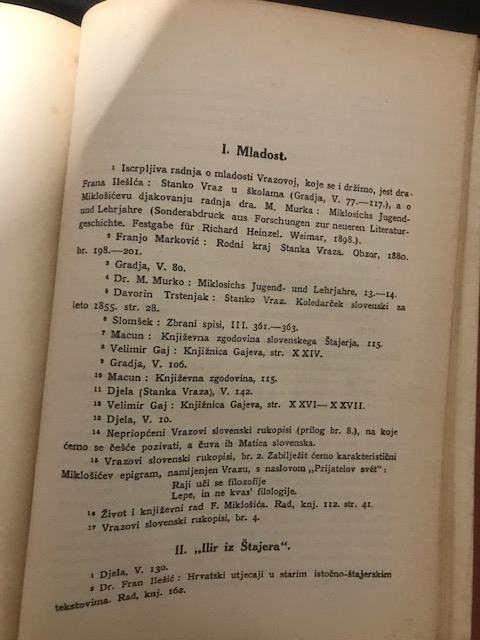 I. Mladost.
¹ Iscrpljiva radnja o mladosti Vrazovoj, koje se i držimo, jest dra.
Frana Ilešića : Stanko Vraz u školama (Gradja, V. 77.—117.), a o
Miklošićevu djakovanju radnja dra. M. Murka : Miklosichs Jugend-
und Lehrjahre (Sonderabdruck aus Forschungen zur neueren Literatur-
geschichte. Festgabe für Richard Heinzel. Weimar, 1898.).
² Franjo Marković : Rodni kraj Stanka Vraza. Obzor, 1880.
br. 198.—201.
³ Gradja, V. 80.
⁴ Dr. M. Murko : Miklosichs Jugend- und Lehrjahre, 13.—14.
⁵ Davorin Trstenjak : Stanko Vraz. Koledarček slovenski za
leto 1855. str. 28.
⁶ Slomšek : Zbrani spisi, III. 361.—363.
⁷ Macun : Književna zgodovina slovenskega Štajerja, 115.
⁸ Velimir Gaj : Knjižnica Gajeva, str. XXIV.
⁹ Gradja, V. 106.
¹⁰ Macun : Književna zgodovina, 115.
¹¹ Djela (Stanka Vraza), V. 142.
¹² Velimir Gaj : Knjižnica Gajeva, str. XXVI—XXVII.
¹³ Djela, V. 10.
¹⁴ Nepriopćeni Vrazovi slovenski rukopisi (prilog br. 8.), na koje
ćemo se češće pozivati, a čuva ih Matica slovenska.
¹⁵ Vrazovi slovenski rukopisi, br. 2. Zabilježit ćemo karakteristični
Miklošićev epigram, namijenjen Vrazu, s naslovom „Prijatelov svét" :
Raji uči se filozofije
Lepe, in ne kvas' filologije.
¹⁶ Život i književni rad F. Miklošića. Rad, knj. 112. str. 41.
¹⁷ Vrazovi slovenski rukopisi, br. 4.
II. „Ilir iz Štajera".
¹ Djela, V. 130.
² Dr. Fran Ilešić : Hrvatski utjecaji u starim istočno-štajerskim
tekstovima. Rad, knj. 162.